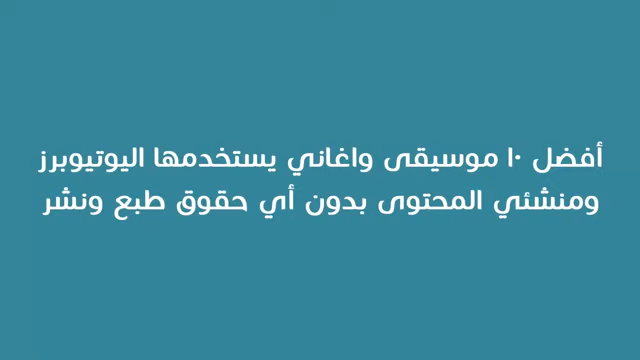 أفضل ١٠ موسيقى واغاني يستخدمها اليوتيوبرز
ومنشئي المحتوى بدون أي حقوق طبع ونشر